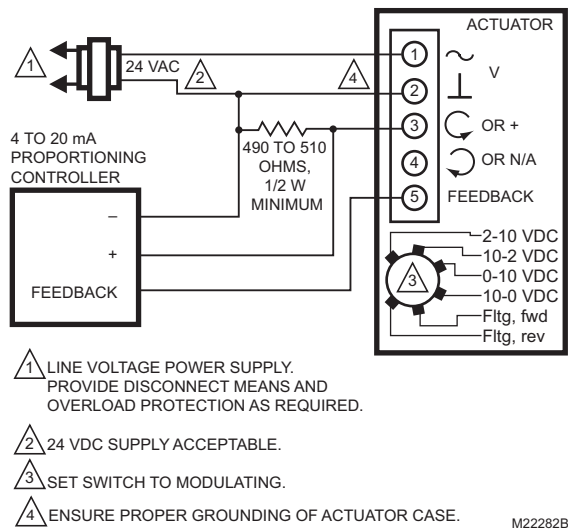 ACTUATOR
1
24 VAC
2
4
1
V
2
3
OR +
4
OR N/A
5
FEEDBACK
490 TO 510
OHMS,
1/2 W
MINIMUM
4 TO 20 mA
PROPORTIONING
CONTROLLER
–
+
FEEDBACK
3
2-10 VDC
10-2 VDC
0-10 VDC
10-0 VDC
Fltg, fwd
Fltg, rev
1 LINE VOLTAGE POWER SUPPLY.
PROVIDE DISCONNECT MEANS AND
OVERLOAD PROTECTION AS REQUIRED.
2 24 VDC SUPPLY ACCEPTABLE.
3 SET SWITCH TO MODULATING.
4 ENSURE PROPER GROUNDING OF ACTUATOR CASE.
M22282B